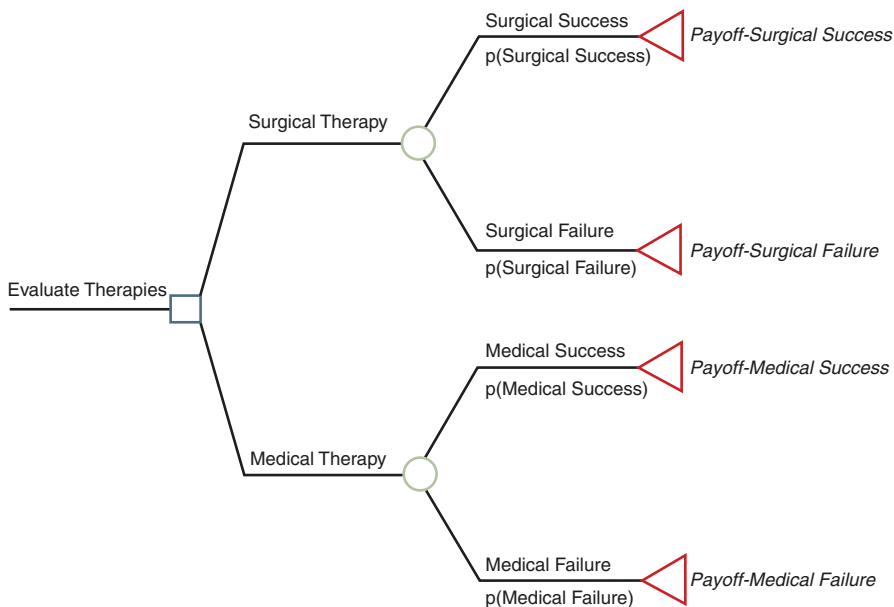 Surgical Success
p(Surgical Success)
Payoff-Surgical Success
Surgical Therapy
Surgical Failure
p(Surgical Failure)
Payoff-Surgical Failure
Evaluate Therapies
Medical Success
p(Medical Success)
Payoff-Medical Success
Medical Therapy
Medical Failure
p(Medical Failure)
Payoff-Medical Failure